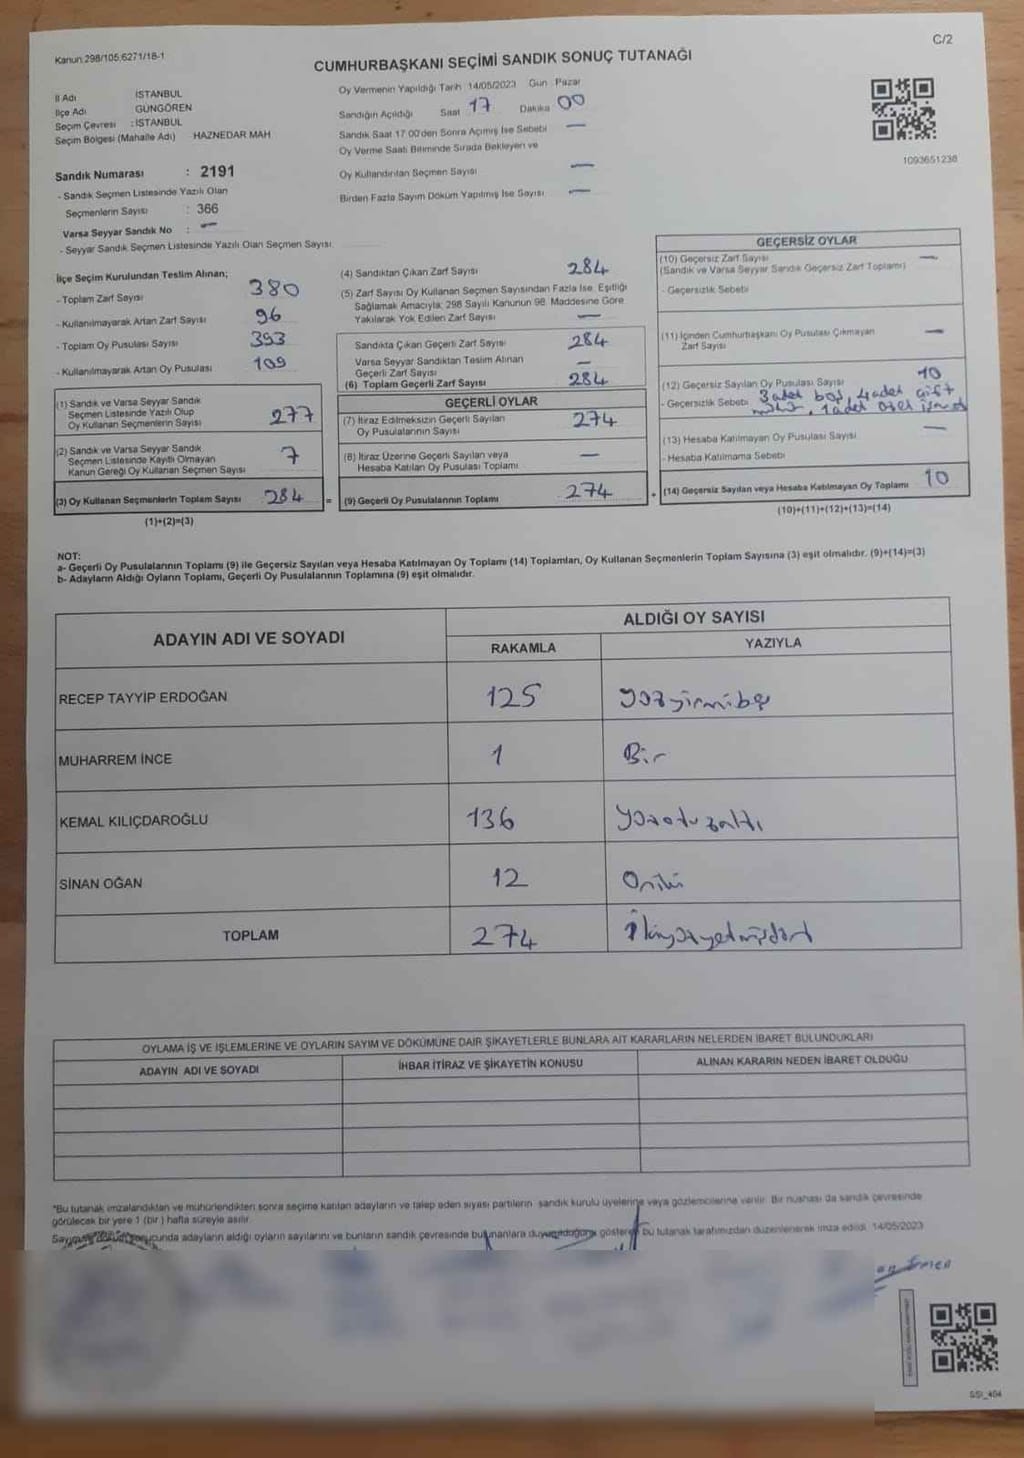 Kanun:298/105;6271/18-1
C/2
CUMHURBAŞKANI SEÇİMİ SANDIK SONUÇ TUTANAĞI
İl Adı İSTANBUL
İlçe Adı GÜNGÖREN
Seçim Çevresi : İSTANBUL
Seçim Bölgesi (Mahalle Adı) HAZNEDAR MAH
Sandık Numarası : 2191
- Sandık Seçmen Listesinde Yazılı Olan
Seçmenlerin Sayısı : 366
Varsa Seyyar Sandık No : —
- Seyyar Sandık Seçmen Listesinde Yazılı Olan Seçmen Sayısı
Oy Vermenin Yapıldığı Tarih 14/05/2023 Gün : Pazar
Sandığın Açıldığı Saat 17 Dakika 00
Sandık Saat 17:00'den Sonra Açılmış İse Sebebi —
Oy Verme Saati Bitiminde Sırada Bekleyen ve
Oy Kullandırılan Seçmen Sayısı —
Birden Fazla Sayım Döküm Yapılmış İse Sayısı —
1093651238
İlçe Seçim Kurulundan Teslim Alınan;
- Toplam Zarf Sayısı 380
- Kullanılmayarak Artan Zarf Sayısı 96
- Toplam Oy Pusulası Sayısı 393
- Kullanılmayarak Artan Oy Pusulası 109
(1) Sandık ve Varsa Seyyar Sandık
Seçmen Listesinde Yazılı Olup
Oy Kullanan Seçmenlerin Sayısı 277
(2) Sandık ve Varsa Seyyar Sandık
Seçmen Listesinde Kayıtlı Olmayan
Kanun Gereği Oy Kullanan Seçmen Sayısı 7
(3) Oy Kullanan Seçmenlerin Toplam Sayısı 284 =
(1)+(2)=(3)
(4) Sandıktan Çıkan Zarf Sayısı 284
(5) Zarf Sayısı Oy Kullanan Seçmen Sayısından Fazla İse, Eşitliği
Sağlamak Amacıyla, 298 Sayılı Kanunun 98. Maddesine Göre
Yakılarak Yok Edilen Zarf Sayısı —
Sandıkta Çıkan Geçerli Zarf Sayısı 284
Varsa Seyyar Sandıktan Teslim Alınan
Geçerli Zarf Sayısı —
(6) Toplam Geçerli Zarf Sayısı 284
GEÇERLİ OYLAR
(7) İtiraz Edilmeksizin Geçerli Sayılan
Oy Pusulalarının Sayısı 274
(8) İtiraz Üzerine Geçerli Sayılan veya
Hesaba Katılan Oy Pusulası Toplamı —
(9) Geçerli Oy Pusulalarının Toplamı 274 +
GEÇERSİZ OYLAR
(10) Geçersiz Zarf Sayısı —
(Sandık ve Varsa Seyyar Sandık Geçersiz Zarf Toplamı)
- Geçersizlik Sebebi
(11) İçinden Cumhurbaşkanı Oy Pusulası Çıkmayan
Zarf Sayısı —
(12) Geçersiz Sayılan Oy Pusulası Sayısı 10
- Geçersizlik Sebebi 3 adet boş, 4 adet çift
mühür, 1 adet özel işaret
(13) Hesaba Katılmayan Oy Pusulası Sayısı —
- Hesaba Katılmama Sebebi
(14) Geçersiz Sayılan veya Hesaba Katılmayan Oy Toplamı 10
(10)+(11)+(12)+(13)=(14)
NOT:
a- Geçerli Oy Pusulalarının Toplamı (9) ile Geçersiz Sayılan veya Hesaba Katılmayan Oy Toplamı (14) Toplamları, Oy Kullanan Seçmenlerin Toplam Sayısına (3) eşit olmalıdır. (9)+(14)=(3)
b- Adayların Aldığı Oyların Toplamı, Geçerli Oy Pusulalarının Toplamına (9) eşit olmalıdır.
ADAYIN ADI VE SOYADI
ALDIĞI OY SAYISI
RAKAMLA YAZIYLA
RECEP TAYYİP ERDOĞAN 125 yüzyirmibeş
MUHARREM İNCE 1 Bir
KEMAL KILIÇDAROĞLU 136 yüzotuzaltı
SİNAN OĞAN 12 Oniki
TOPLAM 274 İkiyüzyetmişdört
OYLAMA İŞ VE İŞLEMLERİNE VE OYLARIN SAYIM VE DÖKÜMÜNE DAİR ŞİKAYETLERLE BUNLARA AİT KARARLARIN NELERDEN İBARET BULUNDUKLARI
ADAYIN ADI VE SOYADI İHBAR İTİRAZ VE ŞİKAYETİN KONUSU ALINAN KARARIN NEDEN İBARET OLDUĞU
*Bu tutanak imzalandıktan ve mühürlendikten sonra seçime katılan adayların ve talep eden siyasi partilerin sandık kurulu üyelerine veya gözlemcilerine verilir. Bir nüshası da sandık çevresinde
görülecek bir yere 1 (bir) hafta süreyle asılır.
Sayım ve döküm sonucunda adayların aldığı oyların sayılarını ve bunların sandık çevresinde bulunanlara duyurulduğunu gösteren bu tutanak tarafımızdan düzenlenerek imza edildi. 14/05/2023
SSİ_404